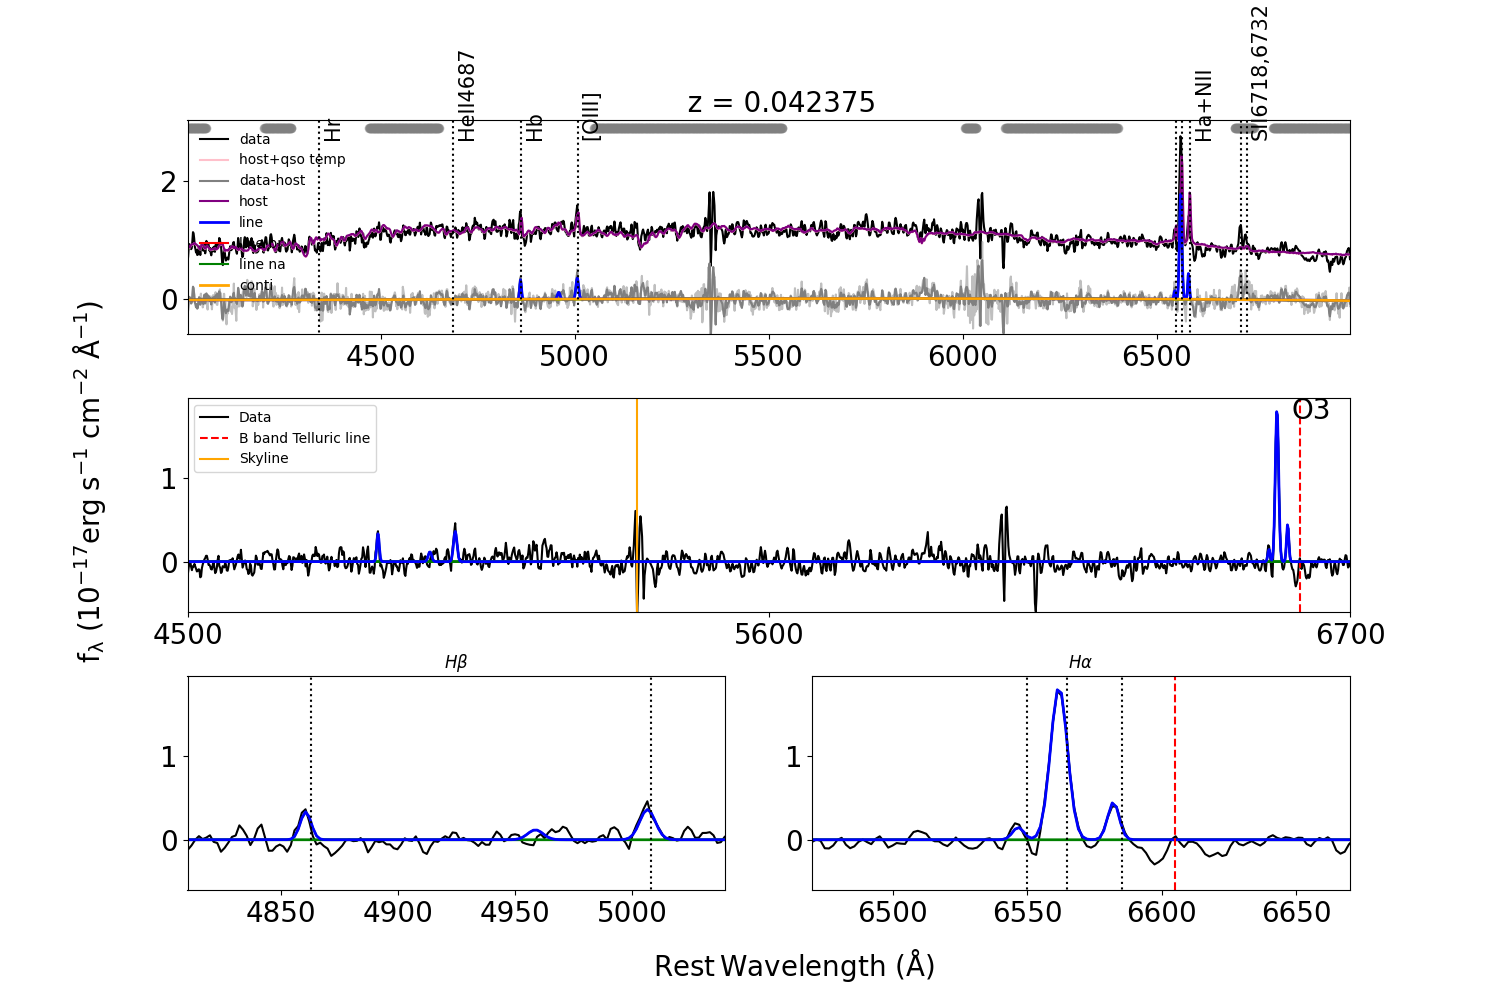 z = 0.042375
Hr
HeII4687
Hb
[OIII]
Ha+NII
SII6718,6732
data
host+qso temp
data-host
host
line
line na
conti
2
0
4500 5000 5500 6000 6500
Data
B band Telluric line
Skyline
O3
1
0
4500 5600 6700
fλ (10⁻¹⁷erg s⁻¹ cm⁻² Å⁻¹)
Hβ
1
0
4850 4900 4950 5000
Hα
1
0
6500 6550 6600 6650
Rest Wavelength (Å)